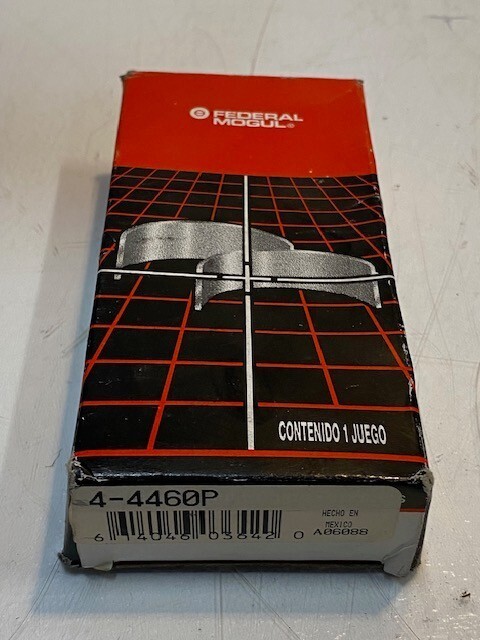 FEDERAL
MOGUL®
CONTENIDO 1 JUEGO
4-4460P
HECHO EN
MEXICO
6 14046 03642 0 A06088